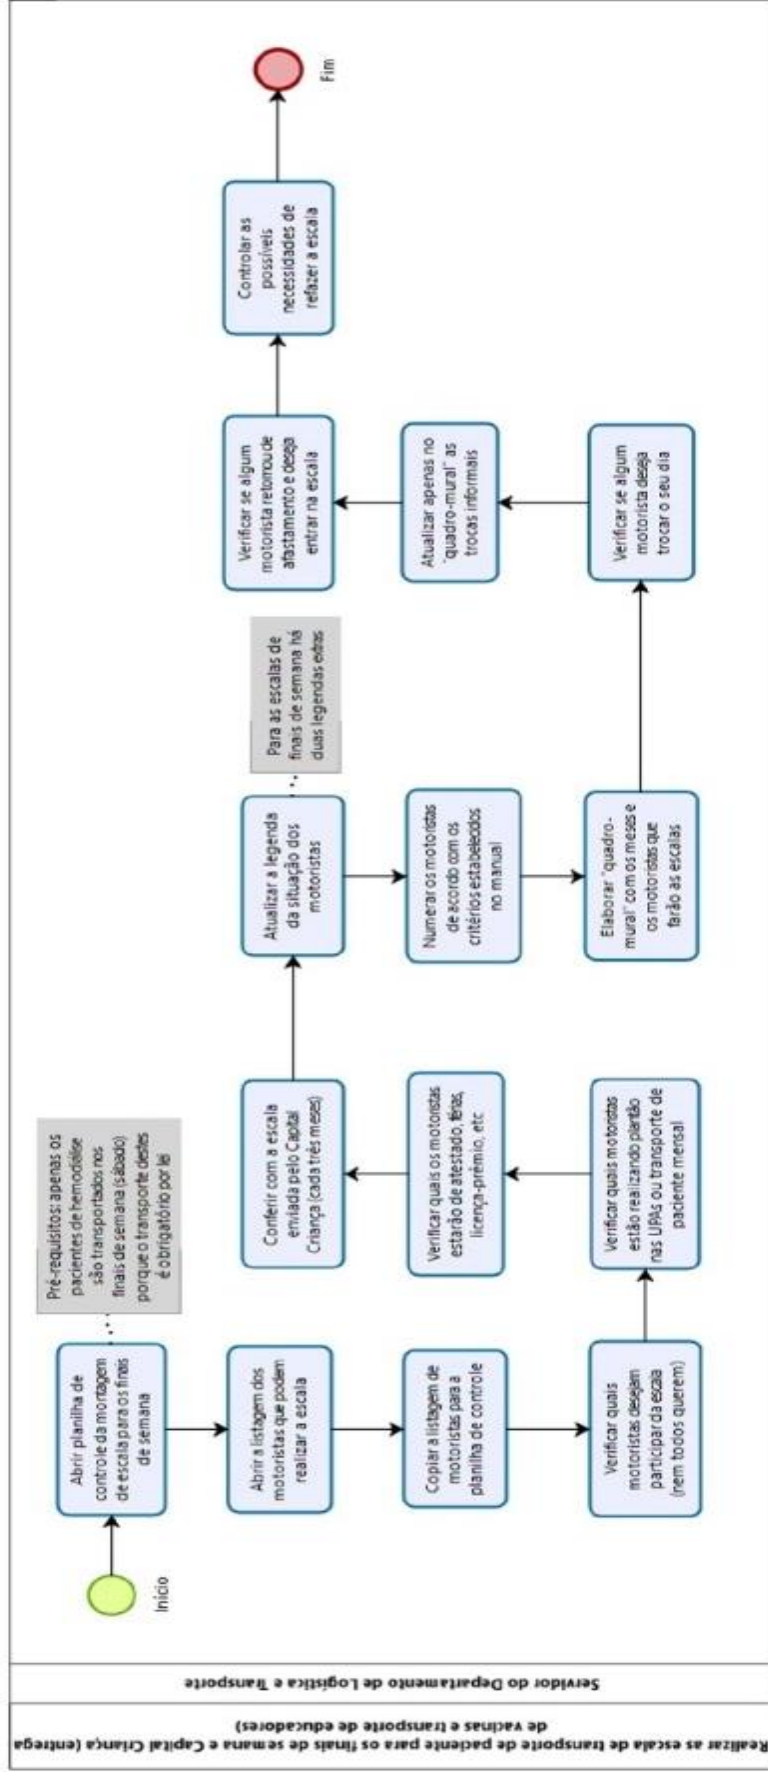 Realizar as escala de transporte de paciente para os finais de semana e Capital Criança (entrega
de vacinas e transporte de educadores)
Servidor do Departamento de Logística e Transporte
Início
Abrir planilha de
controle da montagem
de escala para os finais
de semana
Pré-requisitos: apenas os
pacientes de hemodiálise
são transportados nos
finais de semana (sábado)
porque o transporte destes
é obrigatório por lei
Abrir a listagem dos
motoristas que podem
realizar a escala
Copiar a listagem de
motoristas para a
planilha de controle
Verificar quais
motoristas desejam
participar da escala
(nem todos querem)
Verificar quais motoristas
estão realizando plantão
nas UPAs ou transporte de
paciente mensal
Verificar quais os motoristas
estarão de atestado, férias,
licença-prêmio, etc
Conferir com a escala
enviada pelo Capital
Criança (cada três meses)
Atualizar a legenda
da situação dos
motoristas
Para as escalas de
finais de semana há
duas legendas extras
Numerar os motoristas
de acordo com os
critérios estabelecidos
no manual
Elaborar "quadro-
mural" com os meses e
os motoristas que
farão as escalas
Verificar se algum
motorista deseja
trocar o seu dia
Atualizar apenas no
"quadro-mural" as
trocas informais
Verificar se algum
motorista retornou de
afastamento e deseja
entrar na escala
Controlar as
possíveis
necessidades de
refazer a escala
Fim